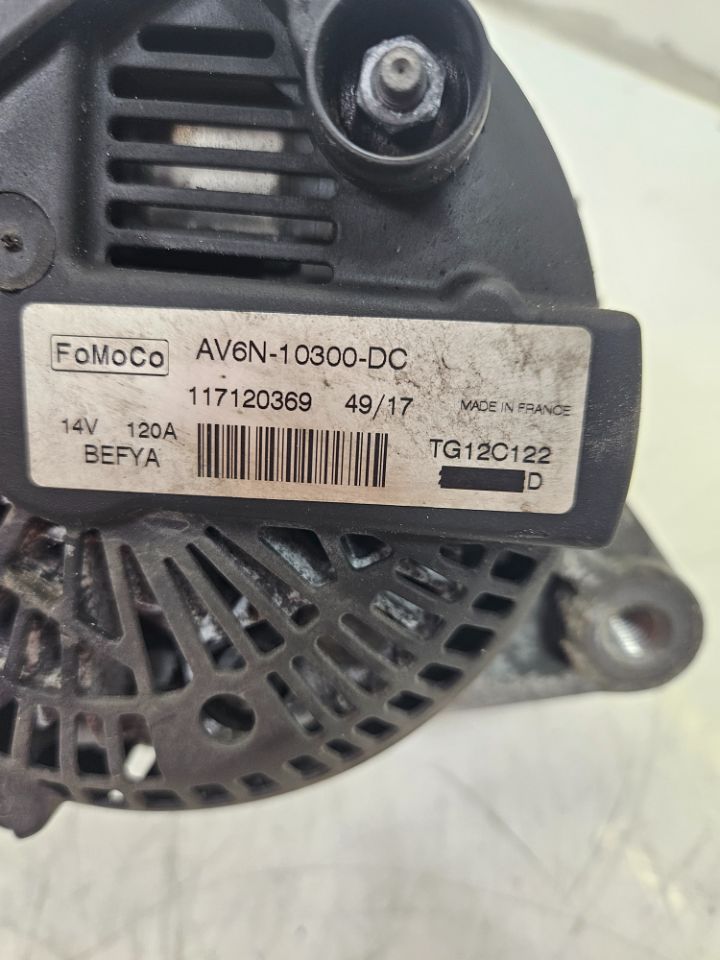 FoMoCo AV6N-10300-DC
117120369 49/17 MADE IN FRANCE
14V 120A
BEFYA TG12C122
D